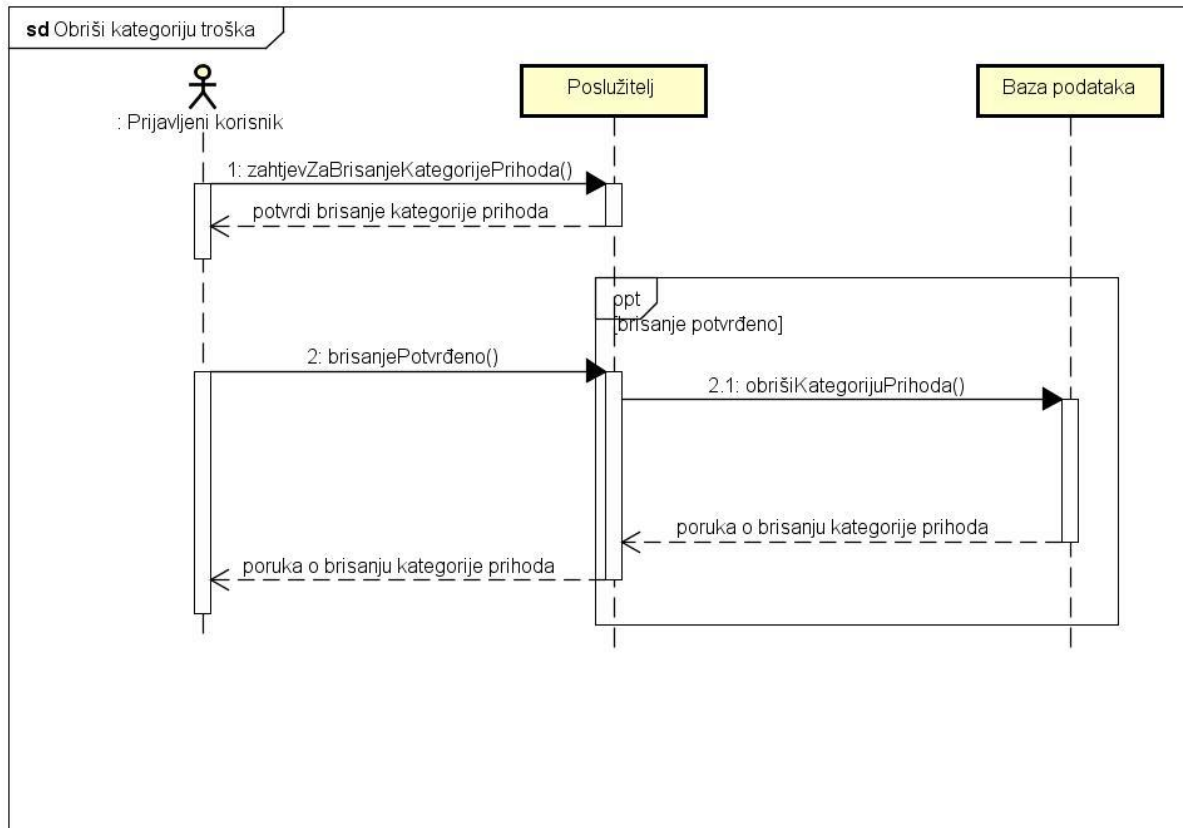 sd Obriši kategoriju troška
: Prijavljeni korisnik
Poslužitelj
Baza podataka
1: zahtjevZaBrisanjeKategorijePrihoda()
potvrdi brisanje kategorije prihoda
opt
[brisanje potvrđeno]
2: brisanjePotvrđeno()
2.1: obrišiKategorijuPrihoda()
poruka o brisanju kategorije prihoda
poruka o brisanju kategorije prihoda